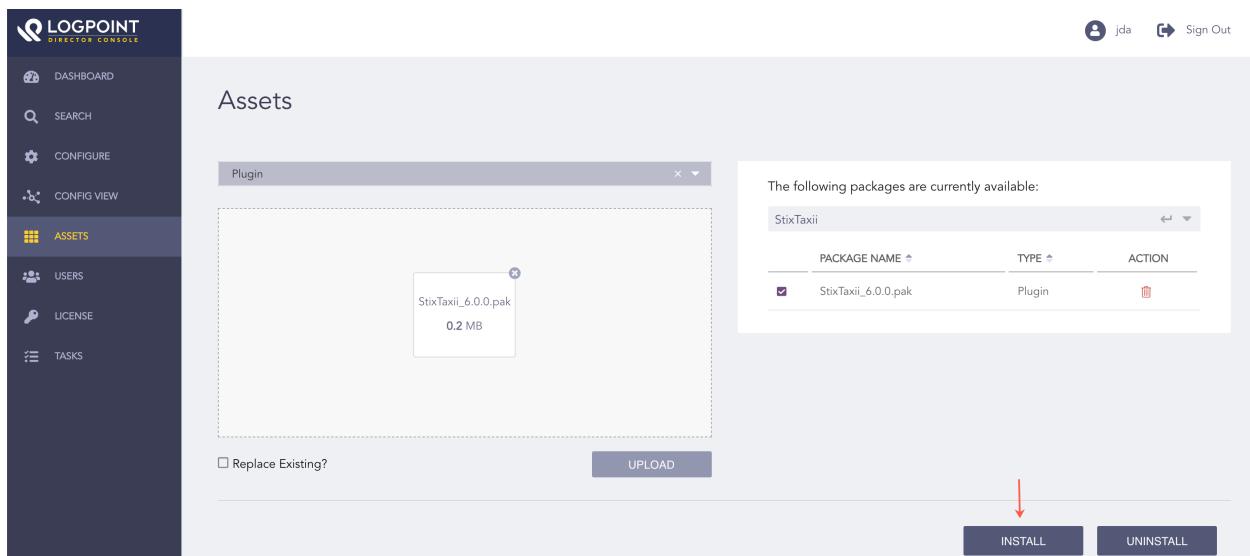 LOGPOINT
DIRECTOR CONSOLE
jda
Sign Out
DASHBOARD
SEARCH
CONFIGURE
CONFIG VIEW
ASSETS
USERS
LICENSE
TASKS
Assets
Plugin
StixTaxii_6.0.0.pak
0.2 MB
Replace Existing?
UPLOAD
The following packages are currently available:
StixTaxii
PACKAGE NAME TYPE ACTION
StixTaxii_6.0.0.pak Plugin
INSTALL UNINSTALL